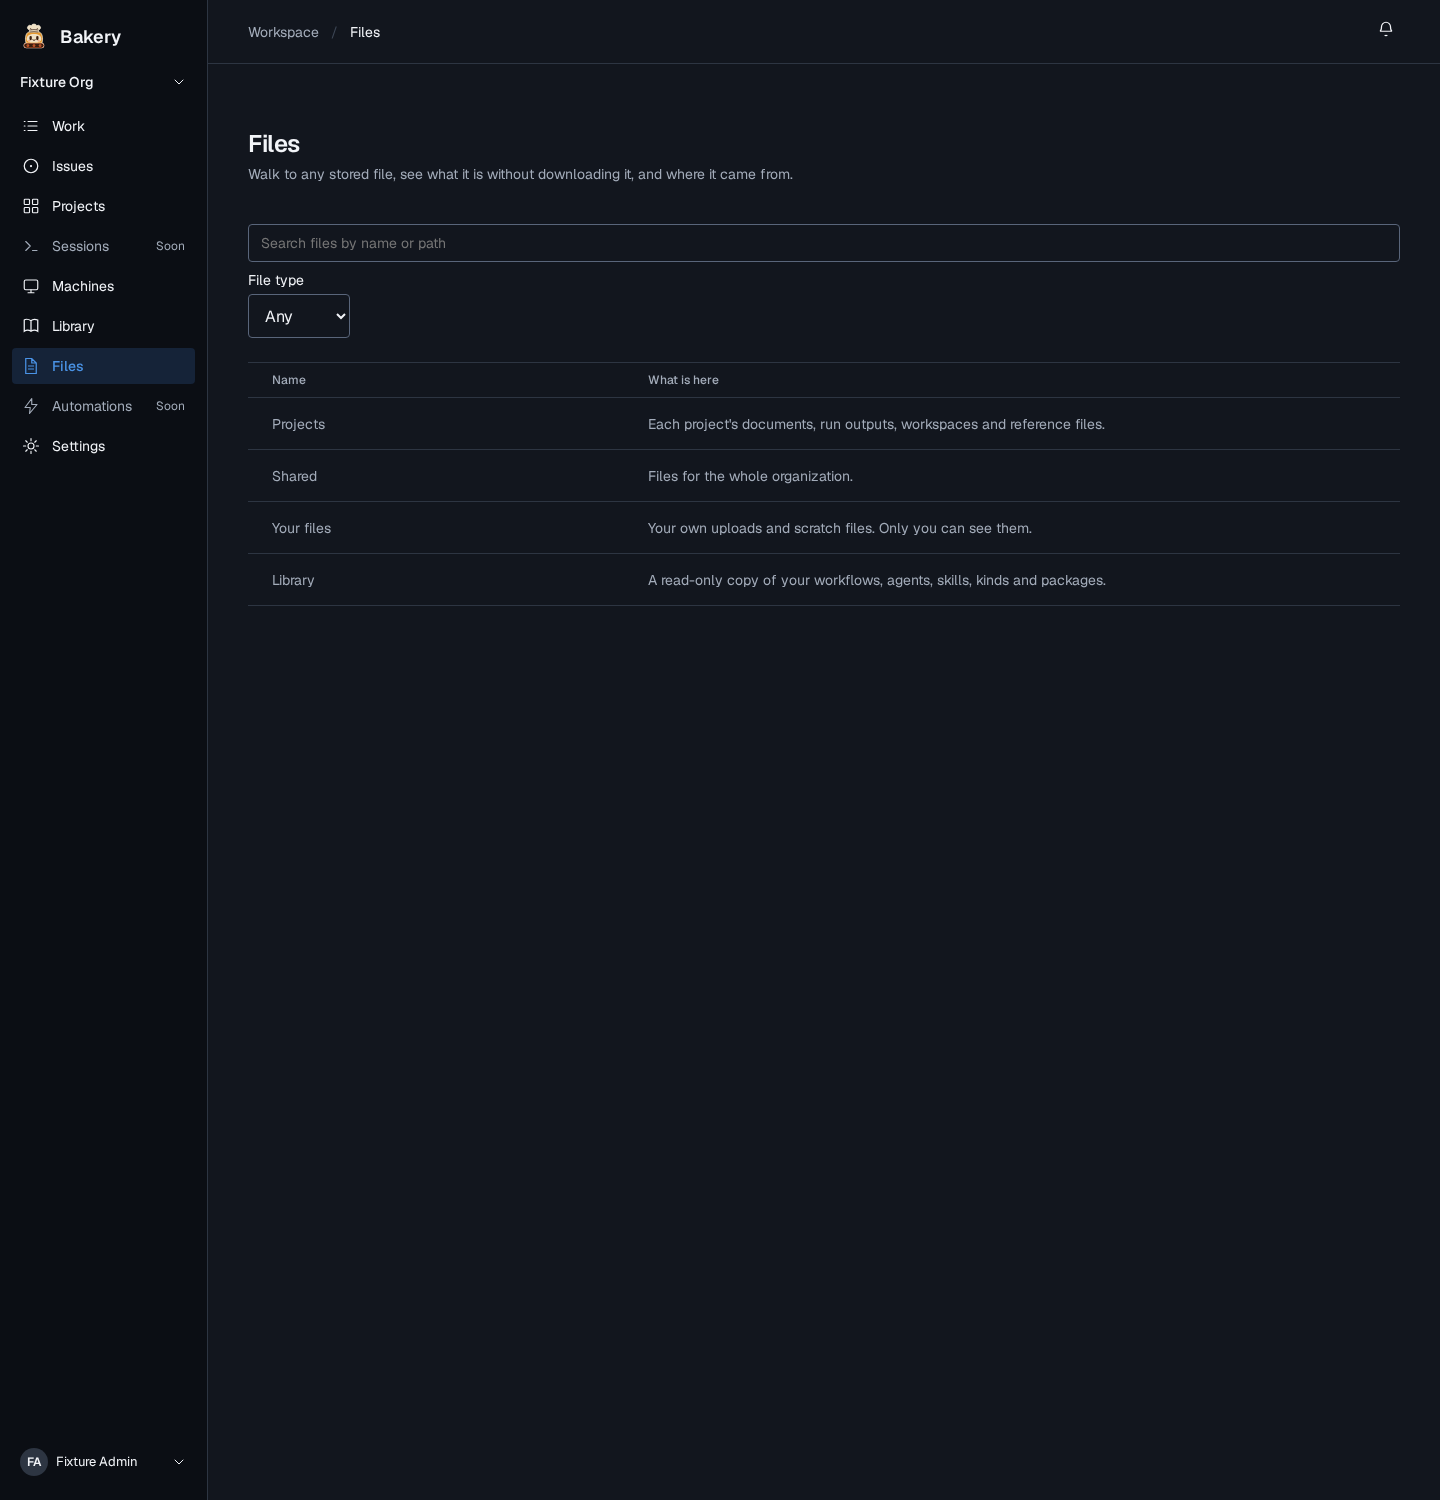 Bakery
Fixture Org
Work
Issues
Projects
Sessions Soon
Machines
Library
Files
Automations Soon
Settings
FA Fixture Admin
Workspace / Files
Files
Walk to any stored file, see what it is without downloading it, and where it came from.
Search files by name or path
File type
Any
Name What is here
Projects Each project's documents, run outputs, workspaces and reference files.
Shared Files for the whole organization.
Your files Your own uploads and scratch files. Only you can see them.
Library A read-only copy of your workflows, agents, skills, kinds and packages.